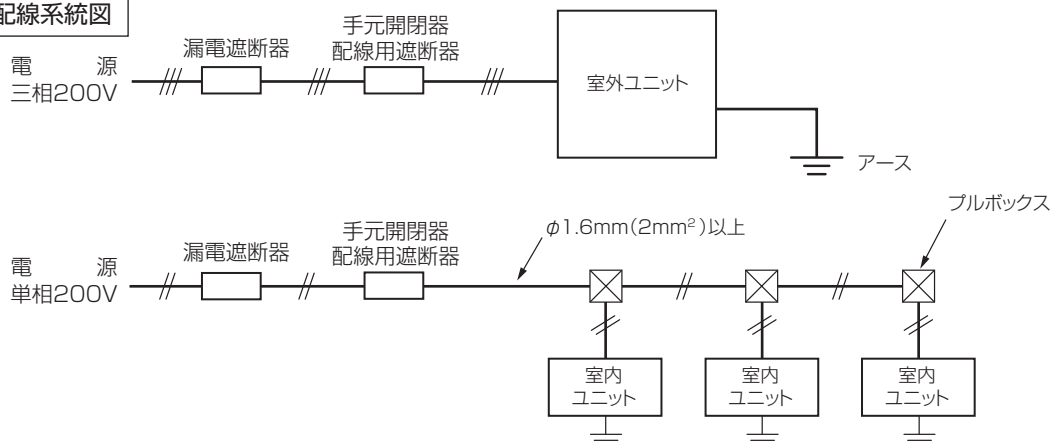 配線系統図
電　源
三相200V
漏電遮断器
手元開閉器
配線用遮断器
室外ユニット
アース
電　源
単相200V
漏電遮断器
手元開閉器
配線用遮断器
φ1.6mm(2mm²)以上
プルボックス
室内
ユニット
室内
ユニット
室内
ユニット